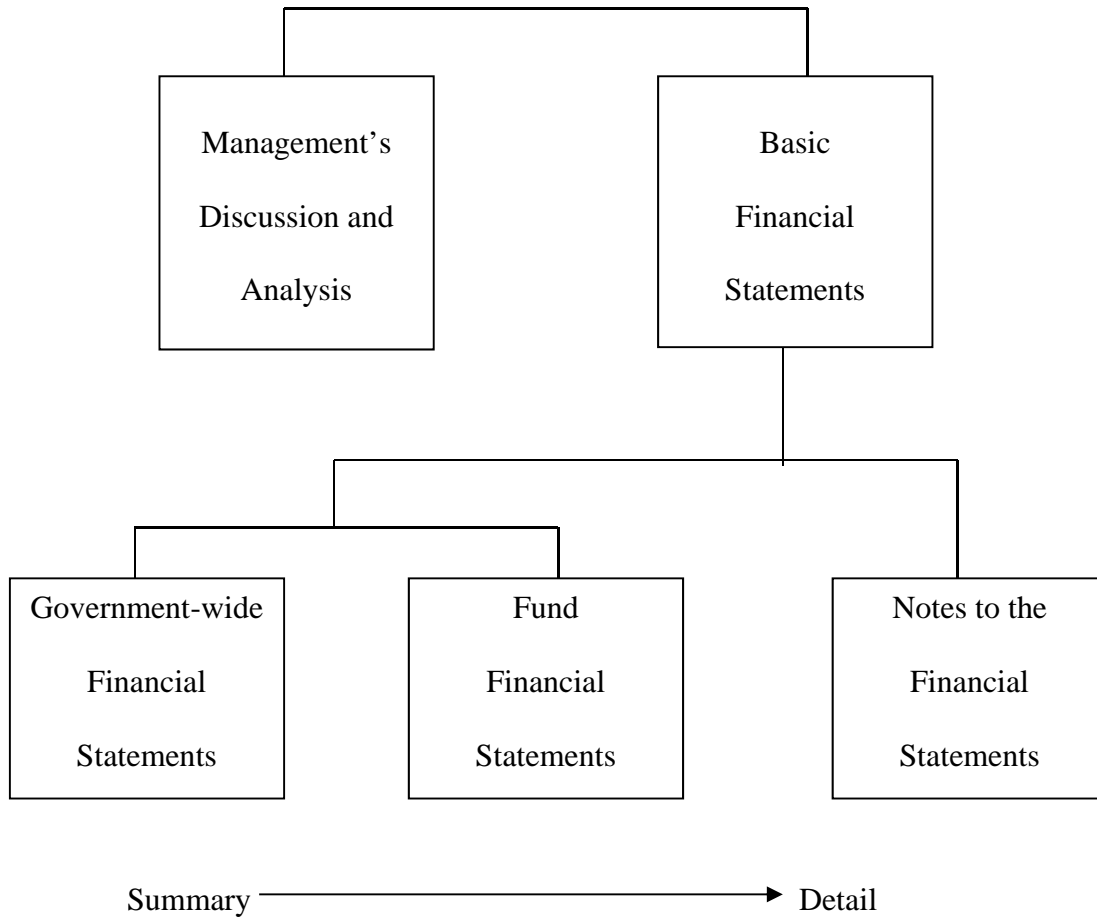 Management’s
Discussion and
Analysis
Basic
Financial
Statements
Government-wide
Financial
Statements
Fund
Financial
Statements
Notes to the
Financial
Statements
Summary
Detail